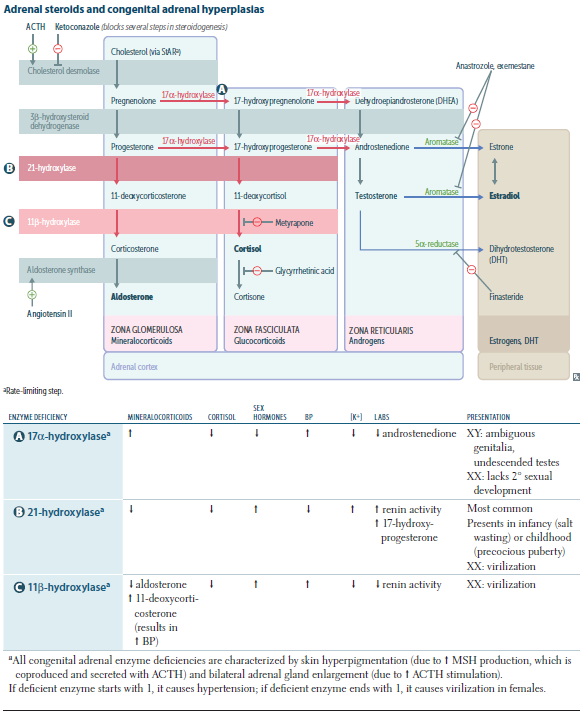 Adrenal steroids and congenital adrenal hyperplasias
ACTH Ketoconazole (blocks several steps in steroidogenesis)
Cholesterol (via StARª)
Cholesterol desmolase
Anastrozole, exemestane
17α-hydroxylase A 17α-hydroxylase
Pregnenolone 17-hydroxypregnenolone Dehydroepiandrosterone (DHEA)
3β-hydroxysteroid
dehydrogenase
17α-hydroxylase 17α-hydroxylase Aromatase
Progesterone 17-hydroxyprogesterone Androstenedione Estrone
B 21-hydroxylase
Aromatase
11-deoxycorticosterone 11-deoxycortisol Testosterone Estradiol
C 11β-hydroxylase Metyrapone
5α-reductase
Corticosterone Cortisol Dihydrotestosterone
(DHT)
Aldosterone synthase Glycyrrhetinic acid
Aldosterone Cortisone Finasteride
Angiotensin II
ZONA GLOMERULOSA ZONA FASCICULATA ZONA RETICULARIS
Mineralocorticoids Glucocorticoids Androgens Estrogens, DHT
Adrenal cortex Peripheral tissue
ªRate-limiting step.
ENZYME DEFICIENCY MINERALOCORTICOIDS CORTISOL SEX HORMONES BP [K+] LABS PRESENTATION
A 17α-hydroxylaseª ↑ ↓ ↓ ↑ ↓ ↓ androstenedione XY: ambiguous
genitalia,
undescended testes
XX: lacks 2° sexual
development
B 21-hydroxylaseª ↓ ↓ ↑ ↓ ↑ ↑ renin activity Most common
↑ 17-hydroxy- Presents in infancy (salt
progesterone wasting) or childhood
(precocious puberty)
XX: virilization
C 11β-hydroxylaseª ↓ aldosterone ↓ ↑ ↑ ↓ ↓ renin activity XX: virilization
↑ 11-deoxycorti-
costerone
(results in
↑ BP)
ªAll congenital adrenal enzyme deficiencies are characterized by skin hyperpigmentation (due to ↑ MSH production, which is
coproduced and secreted with ACTH) and bilateral adrenal gland enlargement (due to ↑ ACTH stimulation).
If deficient enzyme starts with 1, it causes hypertension; if deficient enzyme ends with 1, it causes virilization in females.